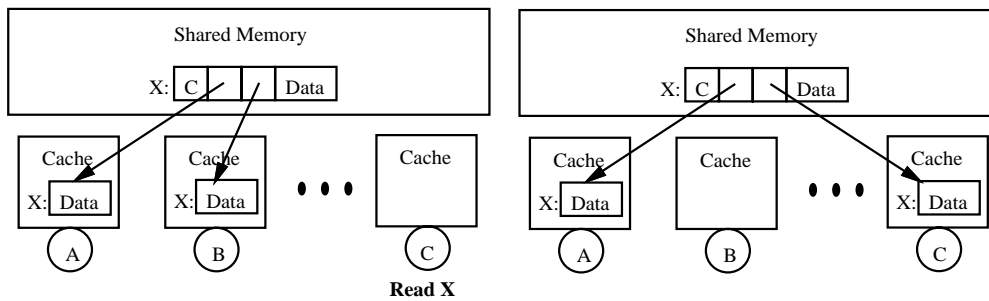 Shared Memory
X: C Data
Cache
X: Data
A
Cache
X: Data
B
Cache
C
Read X
Shared Memory
X: C Data
Cache
X: Data
A
Cache
B
Cache
X: Data
C